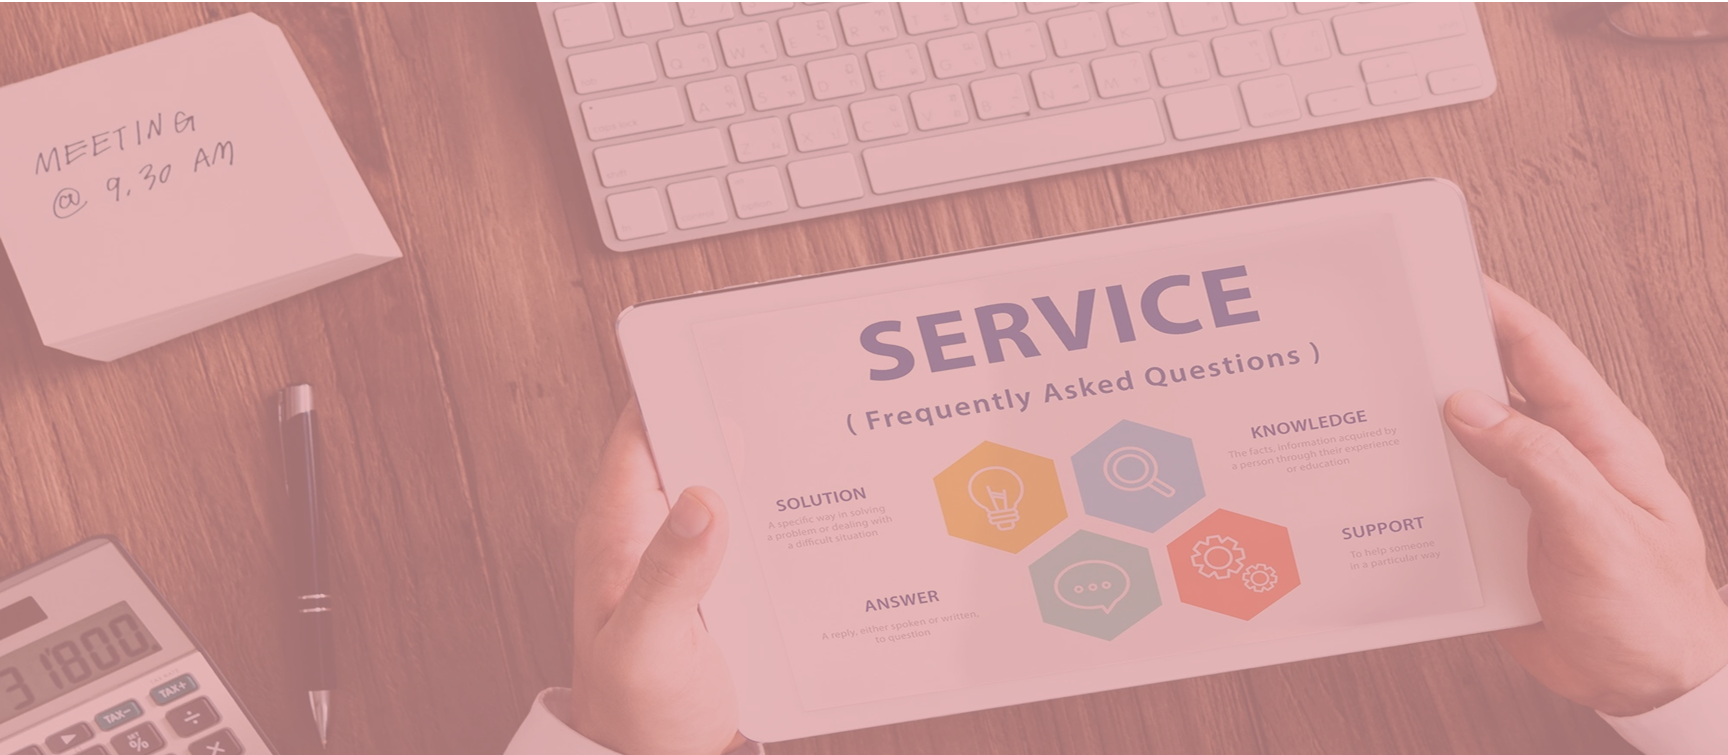 MEETING
@ 9.30 AM
SERVICE
( Frequently Asked Questions )
KNOWLEDGE
The facts, information acquired by
a person through their experience
or education
SOLUTION
A specific way in solving
a problem or dealing with
a difficult situation
SUPPORT
To help someone
in a particular way
ANSWER
A reply, either spoken or written,
to question
31800
TAX+
TAX-
%
÷
×
Q W E R
A S D F G H
Z X C V B N M
shift